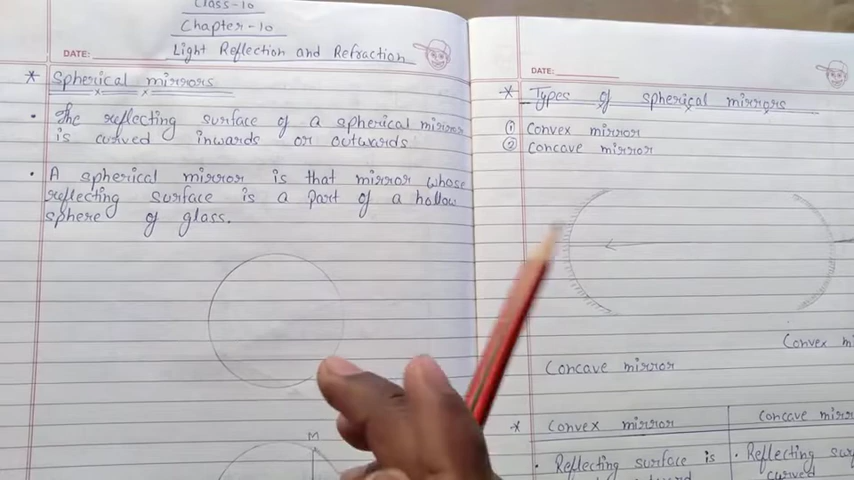 Class-10
Chapter-10
Light Reflection and Refraction
DATE:
* Spherical mirrors
• The reflecting surface of a spherical mirror
is curved inwards or outwards
• A spherical mirror is that mirror whose
reflecting surface is a part of a hollow
sphere of glass.
M
DATE:
* Types of spherical mirrors
① Convex mirror
② Concave mirror
Convex
Concave mirror
* Convex mirror
Concave
• Reflecting surface is
• Reflecting
curved